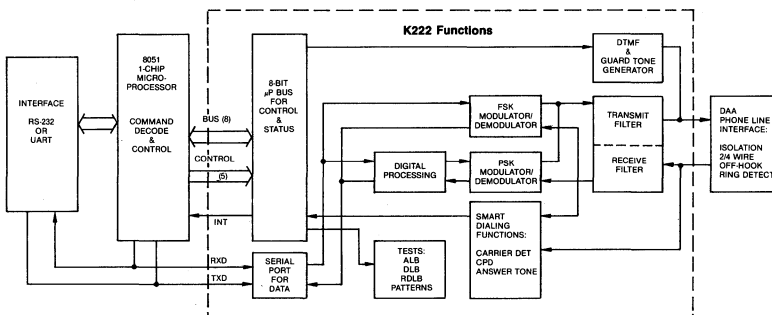 K222 Functions
INTERFACE
RS-232
OR
UART
8051
1-CHIP
MICRO-
PROCESSOR
COMMAND
DECODE
&
CONTROL
BUS (8)
CONTROL
(5)
INT
RXD
TXD
8-BIT
µP BUS
FOR
CONTROL
&
STATUS
SERIAL
PORT
FOR
DATA
DIGITAL
PROCESSING
TESTS:
ALB
DLB
RDLB
PATTERNS
FSK
MODULATOR/
DEMODULATOR
PSK
MODULATOR/
DEMODULATOR
SMART
DIALING
FUNCTIONS:
CARRIER DET
CPD
ANSWER TONE
DTMF
&
GUARD TONE
GENERATOR
TRANSMIT
FILTER
RECEIVE
FILTER
DAA
PHONE LINE
INTERFACE:
ISOLATION
2/4 WIRE
OFF-HOOK
RING DETECT